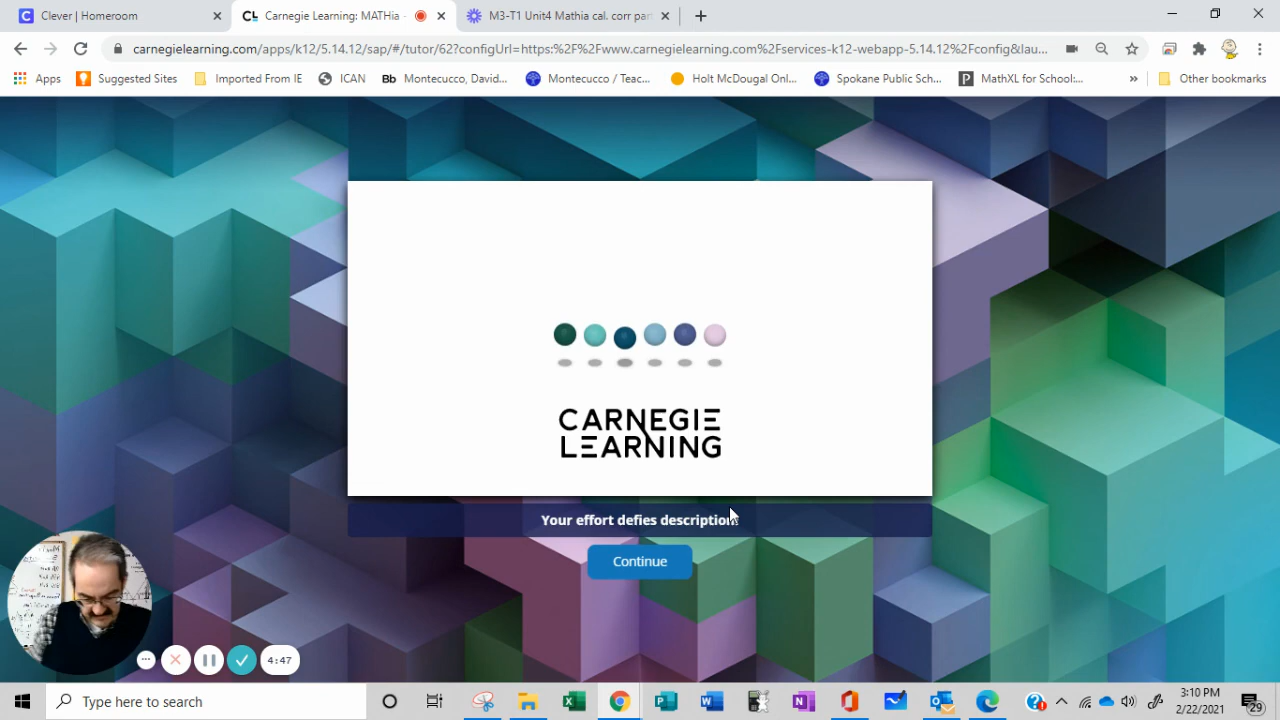 Clever | Homeroom
Carnegie Learning: MATHia -
M3-T1 Unit4 Mathia cal. corr par
carnegielearning.com/apps/k12/5.14.12/sap/#/tutor/62?configUrl=https:%2F%2Fwww.carnegielearning.com%2Fservices-k12-webapp-5.14.12%2Fconfig&lau...
Apps
Suggested Sites
Imported From IE
ICAN
Bb Montecucco, David...
Montecucco / Teac...
Holt McDougal Onl...
Spokane Public Sch...
MathXL for School:...
»
Other bookmarks
CARNEGIE
LEARNING
Your effort defies description
Continue
4:47
Type here to search
3:10 PM
2/22/2021
29